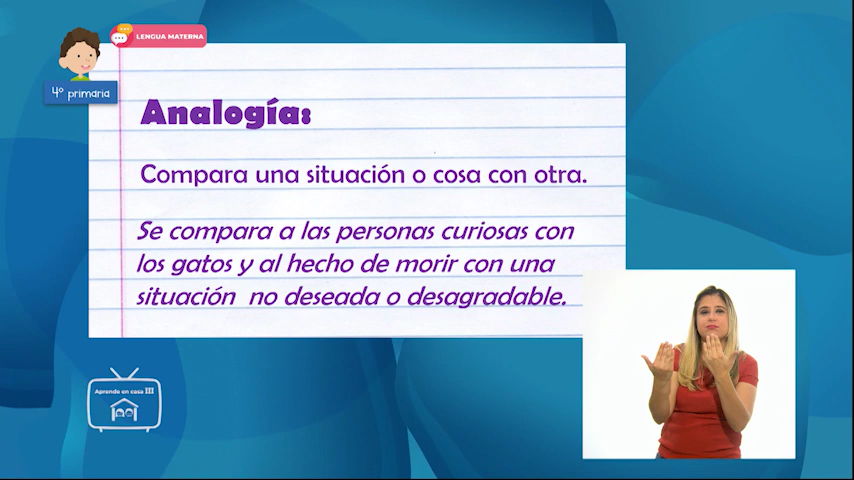 LENGUA MATERNA
4º primaria
Analogía:
Compara una situación o cosa con otra.
Se compara a las personas curiosas con
los gatos y al hecho de morir con una
situación no deseada o desagradable.
Aprende en casa III